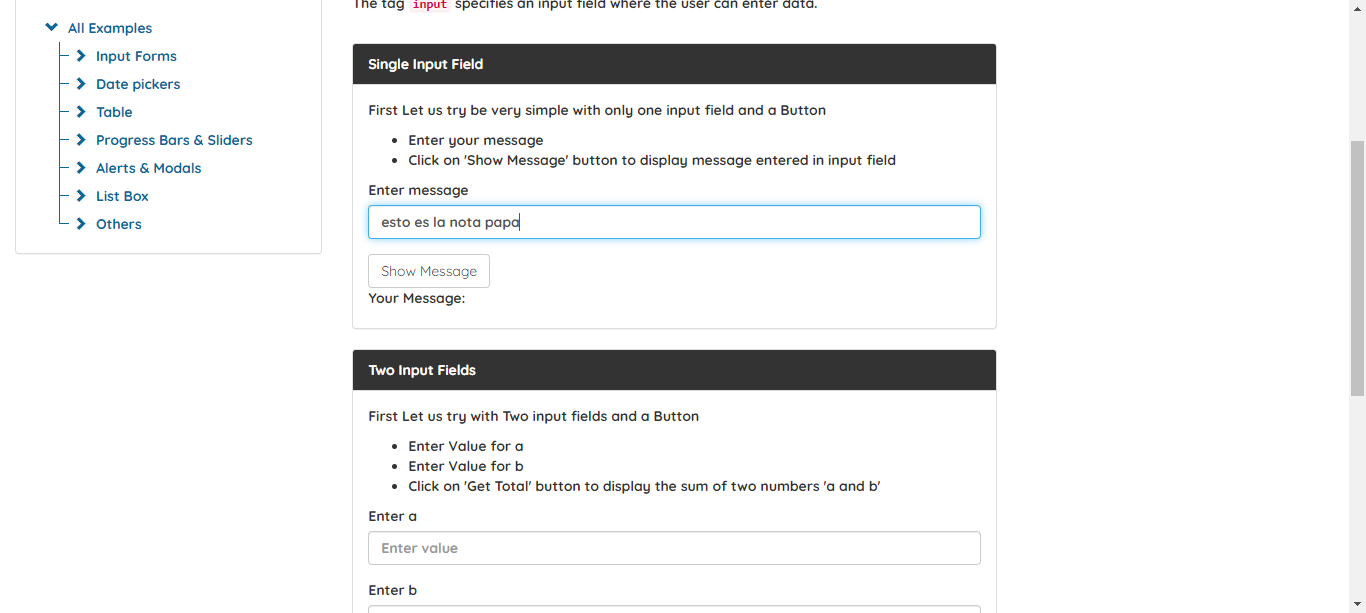 All Examples
Input Forms
Date pickers
Table
Progress Bars & Sliders
Alerts & Modals
List Box
Others
The tag input specifies an input field where the user can enter data.
Single Input Field
First Let us try be very simple with only one input field and a Button
Enter your message
Click on 'Show Message' button to display message entered in input field
Enter message
esto es la nota papa
Show Message
Your Message:
Two Input Fields
First Let us try with Two input fields and a Button
Enter Value for a
Enter Value for b
Click on 'Get Total' button to display the sum of two numbers 'a and b'
Enter a
Enter value
Enter b